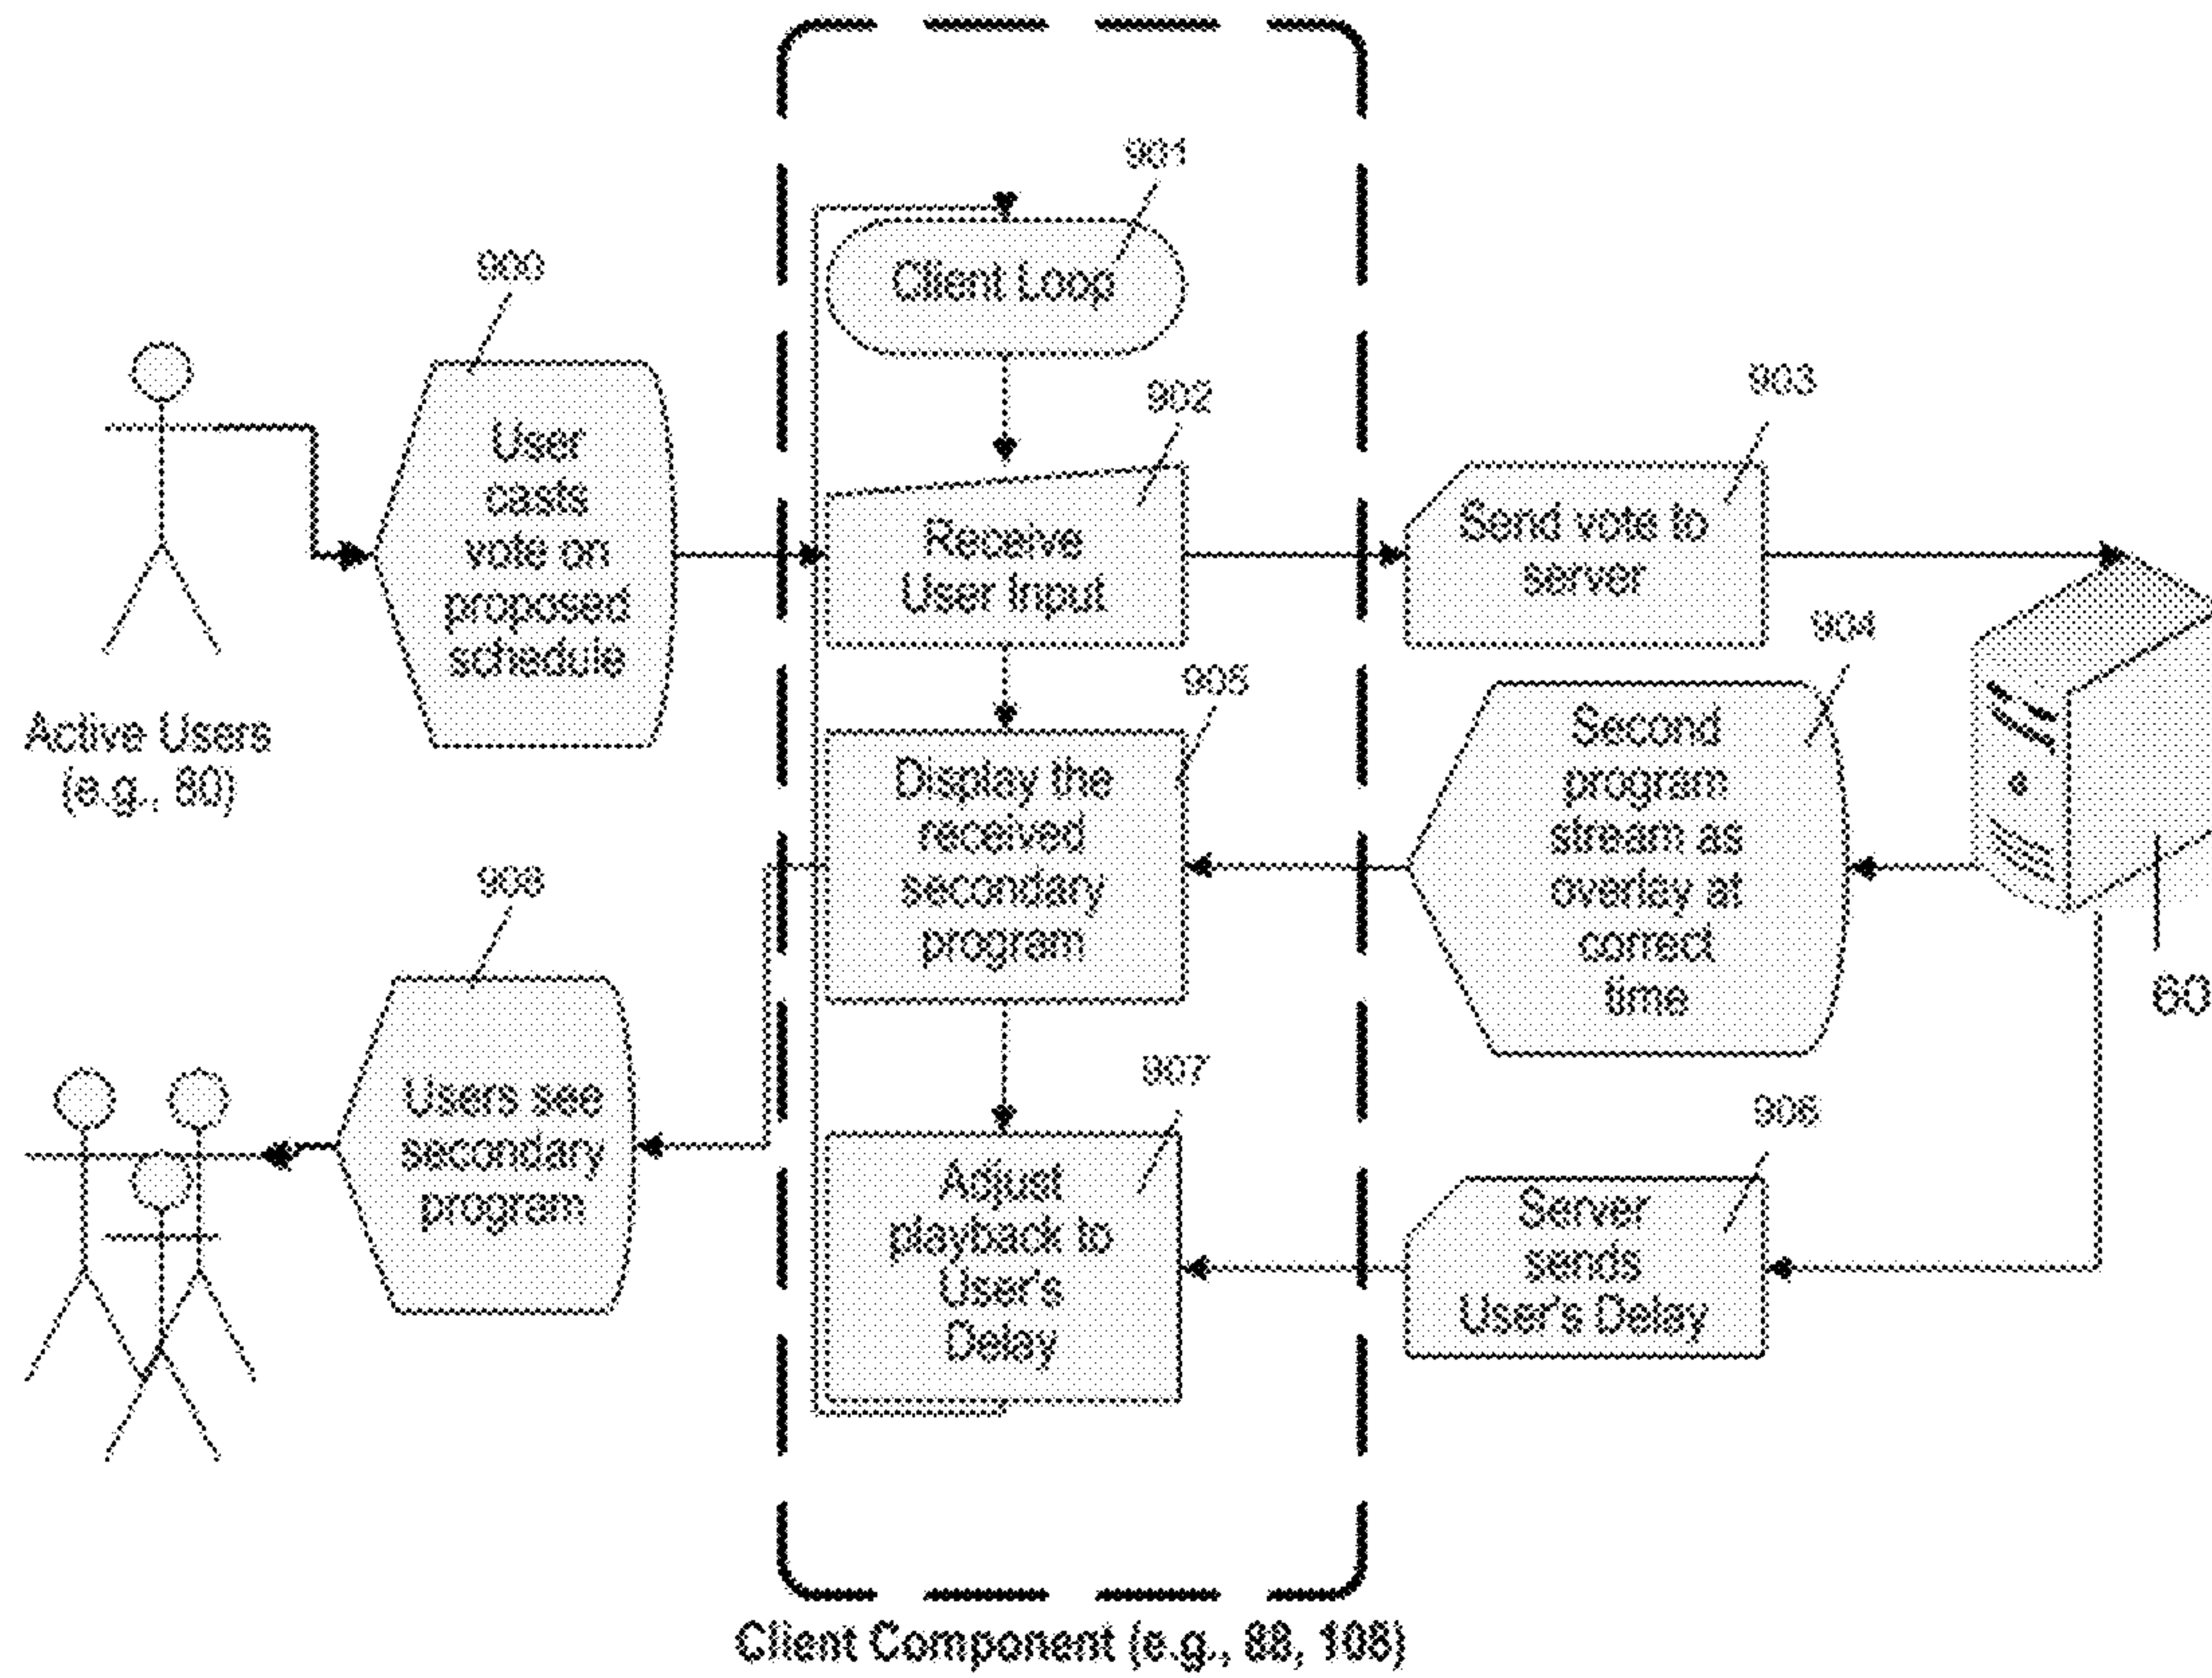 901
Client Loop
900
User
casts
vote on
proposed
schedule
Active Users
(e.g., 80)
902
Receive
User Input
903
Send vote to
server
904
Second
program
stream as
overlay at
correct
time
60
905
Display the
received
secondary
program
908
Users see
secondary
program
907
Adjust
playback to
User's
Delay
906
Server
sends
User's Delay
Client Component (e.g., 88, 108)